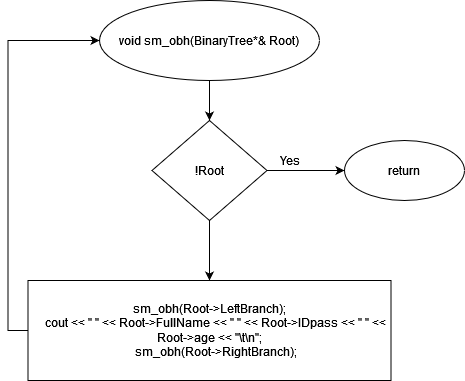 void sm_obh(BinaryTree*& Root)
!Root
Yes
return
sm_obh(Root->LeftBranch);
cout << " " << Root->FullName << " " << Root->IDpass << " " <<
Root->age << "\t\n";
sm_obh(Root->RightBranch);